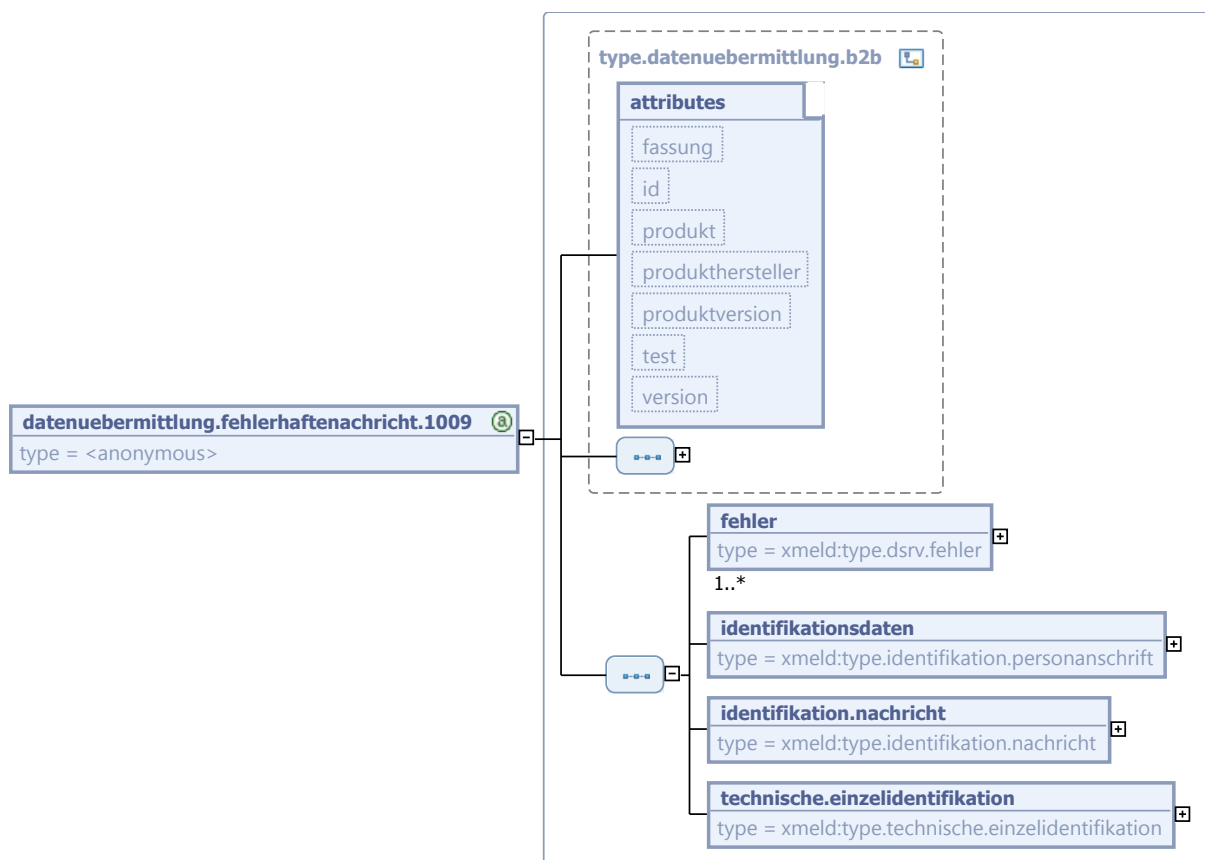 type.datenuebermittlung.b2b
attributes
fassung
id
produkt
produkthersteller
produktversion
test
version
datenuebermittlung.fehlerhaftenachricht.1009 a
type = <anonymous>
fehler
type = xmeld:type.dsrv.fehler
1..*
identifikationsdaten
type = xmeld:type.identifikation.personanschrift
identifikation.nachricht
type = xmeld:type.identifikation.nachricht
technische.einzelidentifikation
type = xmeld:type.technische.einzelidentifikation